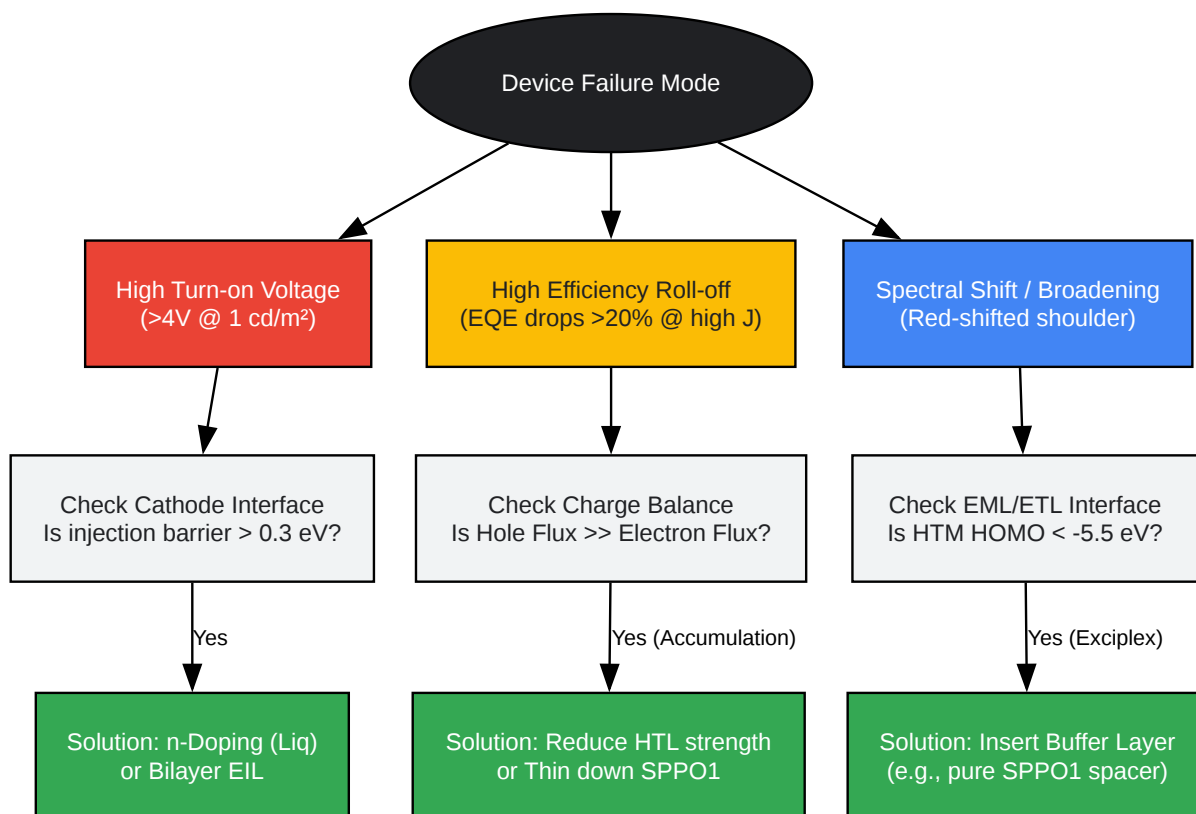 Device Failure Mode
High Turn-on Voltage
(>4V @ 1 cd/m²)
High Efficiency Roll-off
(EQE drops >20% @ high J)
Spectral Shift / Broadening
(Red-shifted shoulder)
Check Cathode Interface
Is injection barrier > 0.3 eV?
Check Charge Balance
Is Hole Flux >> Electron Flux?
Check EML/ETL Interface
Is HTM HOMO < -5.5 eV?
Yes
Yes (Accumulation)
Yes (Exciplex)
Solution: n-Doping (Liq)
or Bilayer EIL
Solution: Reduce HTL strength
or Thin down SPPO1
Solution: Insert Buffer Layer
(e.g., pure SPPO1 spacer)